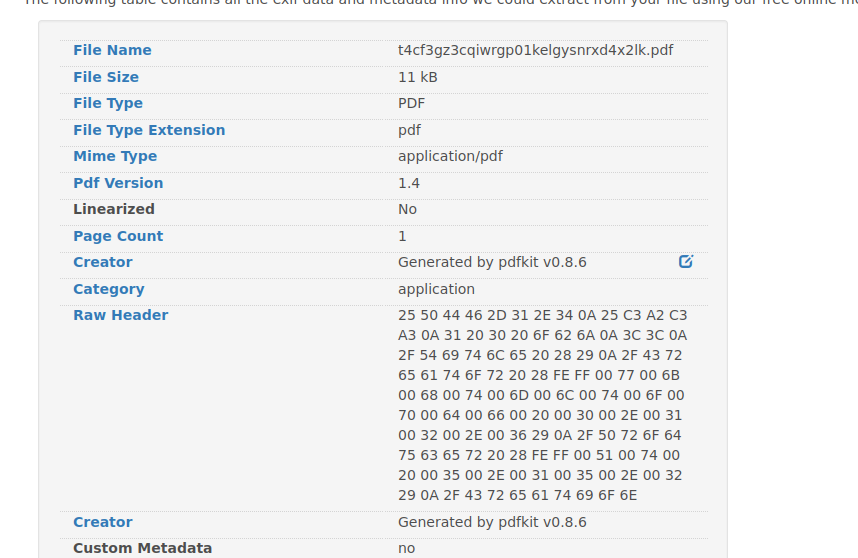 The following table contains all the exif data and metadata info we could extract from your file using our free online
File Name t4cf3gz3cqiwrgp01kelgysnrxd4x2lk.pdf
File Size 11 kB
File Type PDF
File Type Extension pdf
Mime Type application/pdf
Pdf Version 1.4
Linearized No
Page Count 1
Creator Generated by pdfkit v0.8.6
Category application
Raw Header 25 50 44 46 2D 31 2E 34 0A 25 C3 A2 C3
A3 0A 31 20 30 20 6F 62 6A 0A 3C 3C 0A
2F 54 69 74 6C 65 20 28 29 0A 2F 43 72
65 61 74 6F 72 20 28 FE FF 00 77 00 6B
00 68 00 74 00 6D 00 6C 00 74 00 6F 00
70 00 64 00 66 00 20 00 30 00 2E 00 31
00 32 00 2E 00 36 29 0A 2F 50 72 6F 64
75 63 65 72 20 28 FE FF 00 51 00 74 00
20 00 35 00 2E 00 31 00 35 00 2E 00 32
29 0A 2F 43 72 65 61 74 69 6F 6E
Creator Generated by pdfkit v0.8.6
Custom Metadata no